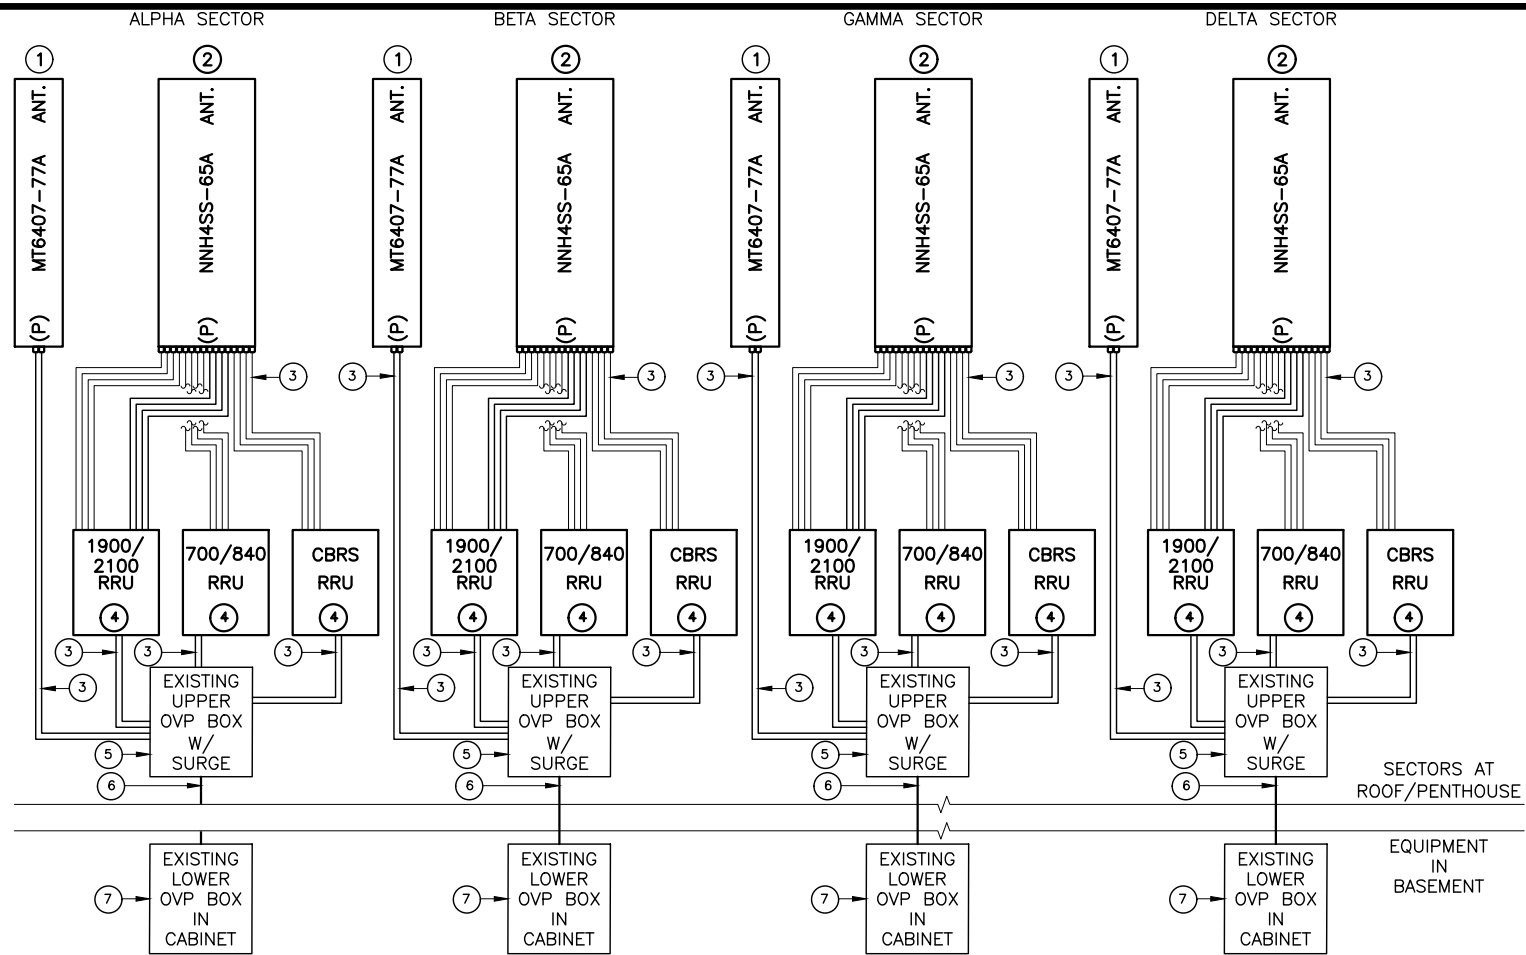 ALPHA SECTOR BETA SECTOR GAMMA SECTOR DELTA SECTOR
1 2 1 2 1 2 1 2
MT6407-77A ANT.
(P)
NNH4SS-65A ANT.
(P)
MT6407-77A ANT.
(P)
NNH4SS-65A ANT.
(P)
MT6407-77A ANT.
(P)
NNH4SS-65A ANT.
(P)
MT6407-77A ANT.
(P)
NNH4SS-65A ANT.
(P)
3 3 3 3 3 3 3
1900/
2100
RRU
4
700/840
RRU
4
CBRS
RRU
4
1900/
2100
RRU
4
700/840
RRU
4
CBRS
RRU
4
1900/
2100
RRU
4
700/840
RRU
4
CBRS
RRU
4
1900/
2100
RRU
4
700/840
RRU
4
CBRS
RRU
4
3 3 3 3 3 3 3 3 3 3
3 3 3 3
EXISTING
UPPER
OVP BOX
W/
SURGE
EXISTING
UPPER
OVP BOX
W/
SURGE
EXISTING
UPPER
OVP BOX
W/
SURGE
EXISTING
UPPER
OVP BOX
W/
SURGE
5 5 5 5
6 6 6 6
SECTORS AT
ROOF/PENTHOUSE
EQUIPMENT
IN
BASEMENT
EXISTING
LOWER
OVP BOX
IN
CABINET
EXISTING
LOWER
OVP BOX
IN
CABINET
EXISTING
LOWER
OVP BOX
IN
CABINET
EXISTING
LOWER
OVP BOX
IN
CABINET
7 7 7 7